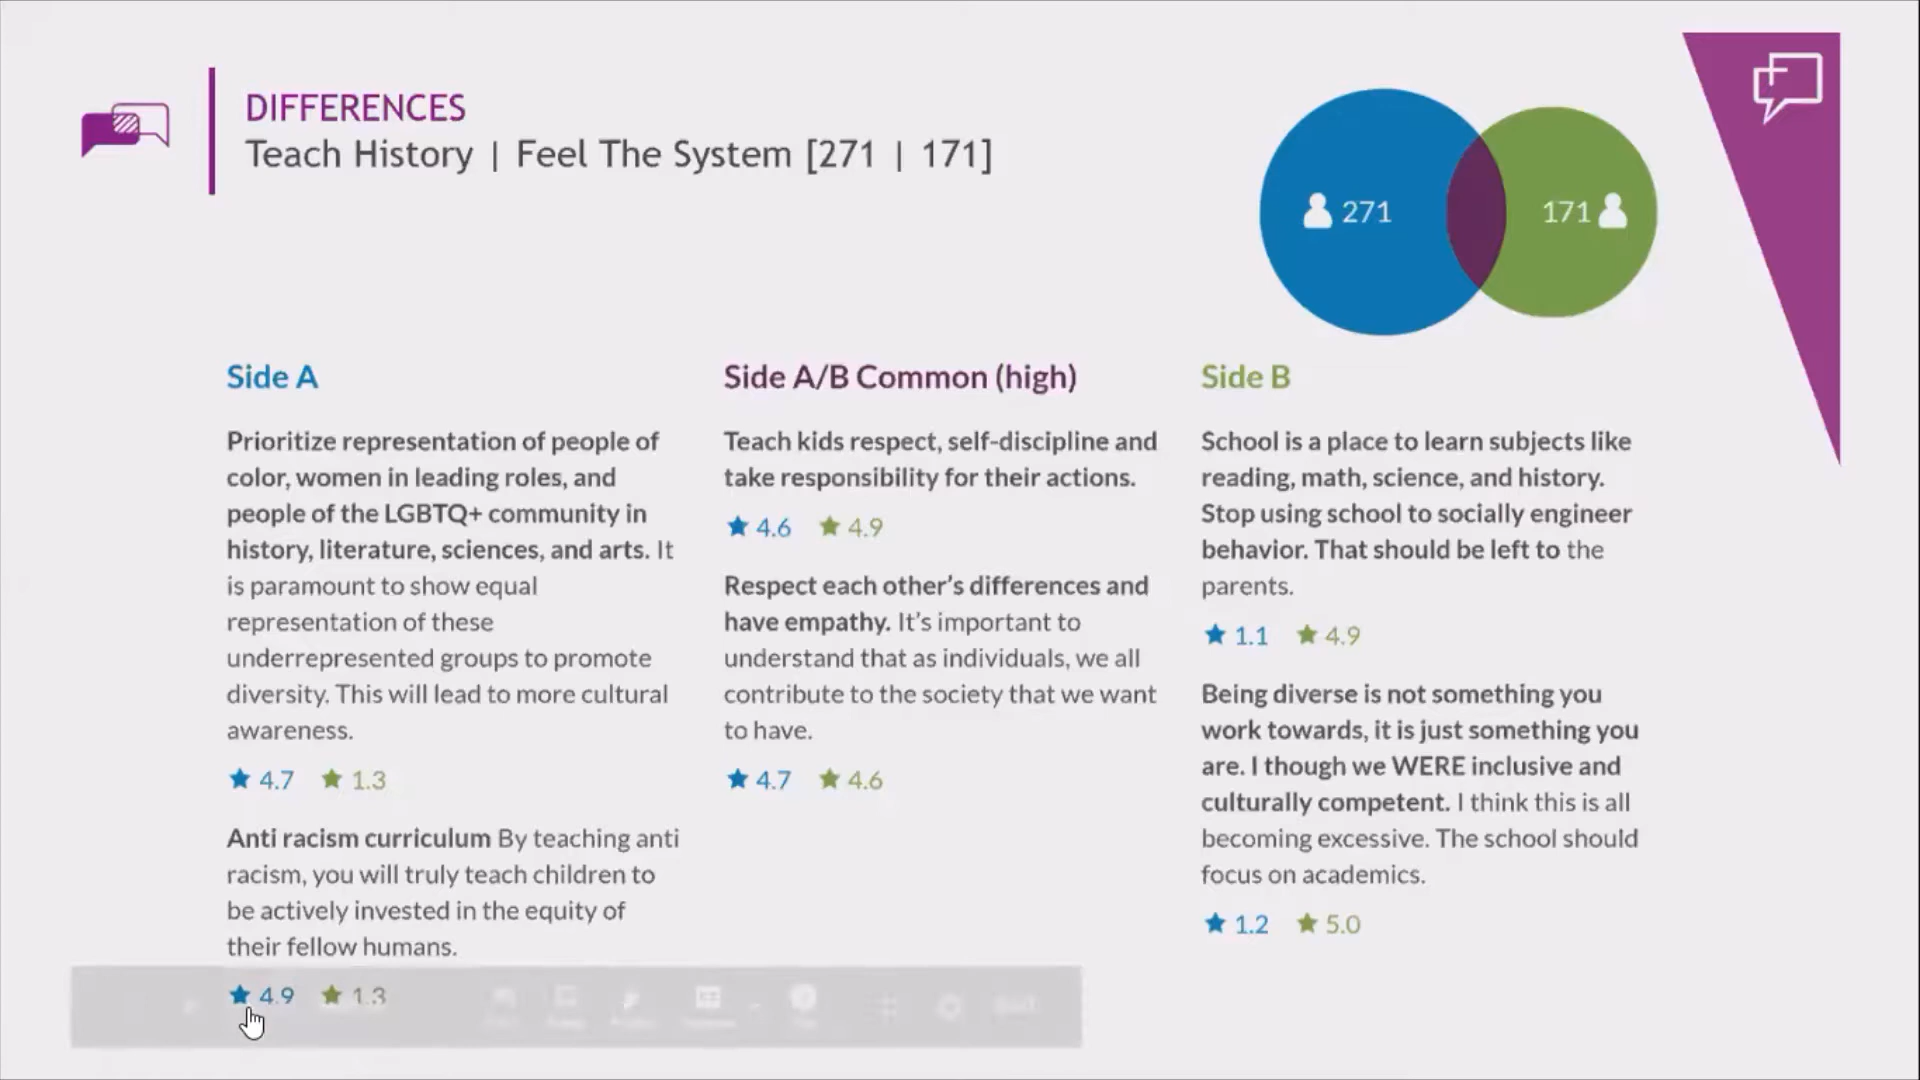 DIFFERENCES
Teach History | Feel The System [271 | 171]
271
171
Side A
Prioritize representation of people of
color, women in leading roles, and
people of the LGBTQ+ community in
history, literature, sciences, and arts. It
is paramount to show equal
representation of these
underrepresented groups to promote
diversity. This will lead to more cultural
awareness.
4.7 1.3
Anti racism curriculum By teaching anti
racism, you will truly teach children to
be actively invested in the equity of
their fellow humans.
4.9 1.3
Side A/B Common (high)
Teach kids respect, self-discipline and
take responsibility for their actions.
4.6 4.9
Respect each other's differences and
have empathy. It's important to
understand that as individuals, we all
contribute to the society that we want
to have.
4.7 4.6
Side B
School is a place to learn subjects like
reading, math, science, and history.
Stop using school to socially engineer
behavior. That should be left to the
parents.
1.1 4.9
Being diverse is not something you
work towards, it is just something you
are. I though we WERE inclusive and
culturally competent. I think this is all
becoming excessive. The school should
focus on academics.
1.2 5.0